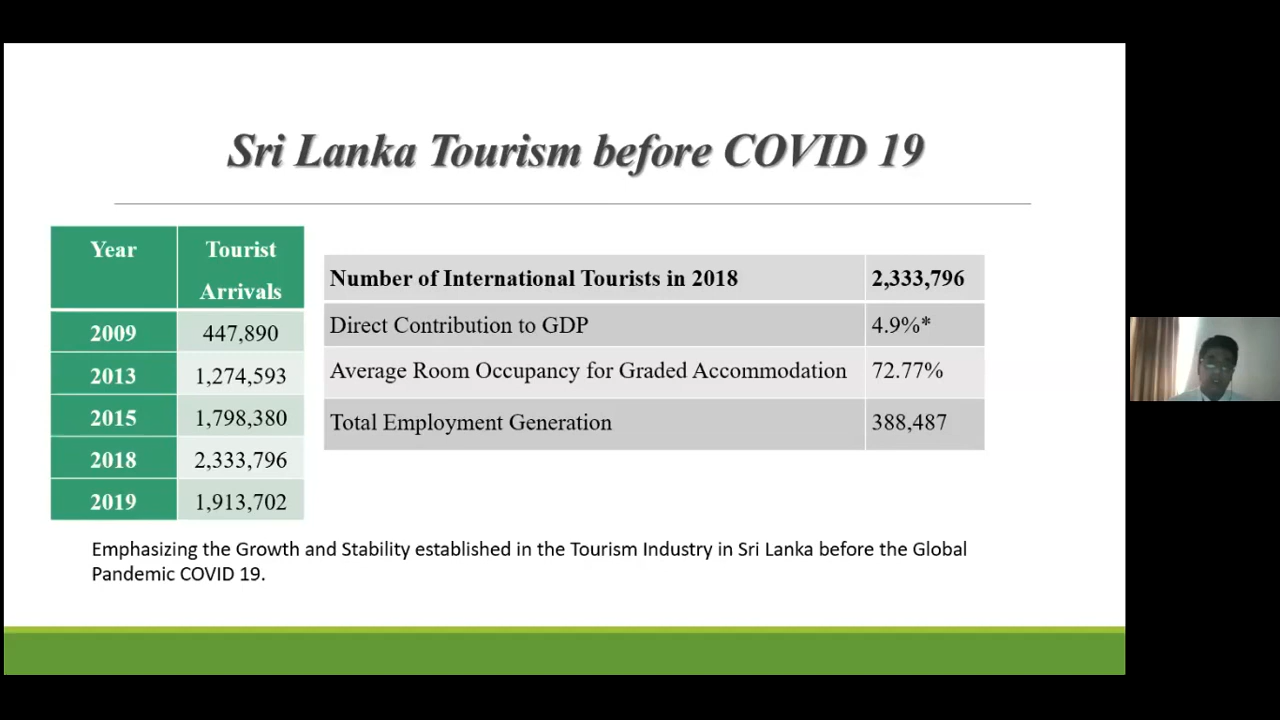 Sri Lanka Tourism before COVID 19
Year Tourist
Arrivals
2009 447,890
2013 1,274,593
2015 1,798,380
2018 2,333,796
2019 1,913,702
Number of International Tourists in 2018 2,333,796
Direct Contribution to GDP 4.9%*
Average Room Occupancy for Graded Accommodation 72.77%
Total Employment Generation 388,487
Emphasizing the Growth and Stability established in the Tourism Industry in Sri Lanka before the Global
Pandemic COVID 19.